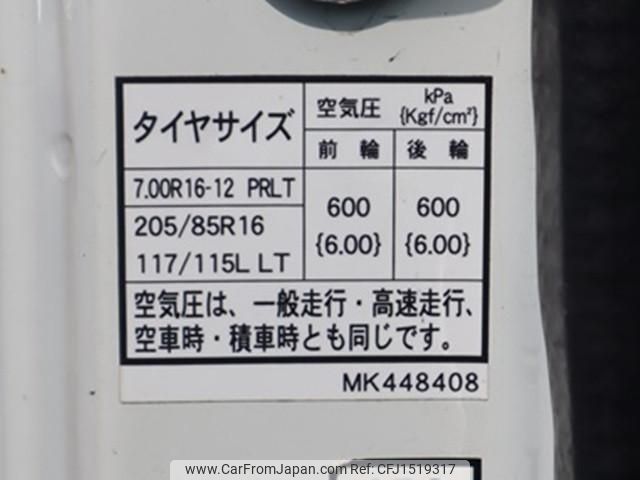 タイヤサイズ
空気圧 kPa {Kgf/cm²}
前輪 後輪
7.00R16-12 PRLT
205/85R16
117/115L LT
600 600
{6.00} {6.00}
空気圧は、一般走行・高速走行、
空車時・積車時とも同じです。
MK448408
www.CarFromJapan.com | ID: CFJ1519317